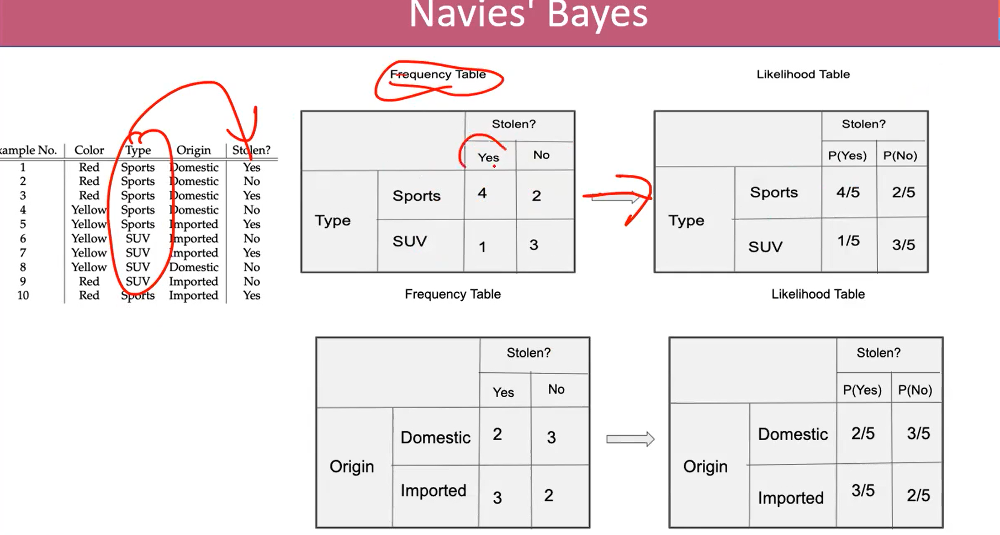 Navies' Bayes
ample No. Color Type Origin Stolen?
1 Red Sports Domestic Yes
2 Red Sports Domestic No
3 Red Sports Domestic Yes
4 Yellow Sports Domestic No
5 Yellow Sports Imported Yes
6 Yellow SUV Imported No
7 Yellow SUV Imported Yes
8 Yellow SUV Domestic No
9 Red SUV Imported No
10 Red Sports Imported Yes
Frequency Table
Stolen?
Yes No
Type
Sports 4 2
SUV 1 3
Likelihood Table
Stolen?
P(Yes) P(No)
Type
Sports 4/5 2/5
SUV 1/5 3/5
Frequency Table
Stolen?
Yes No
Origin
Domestic 2 3
Imported 3 2
Likelihood Table
Stolen?
P(Yes) P(No)
Origin
Domestic 2/5 3/5
Imported 3/5 2/5